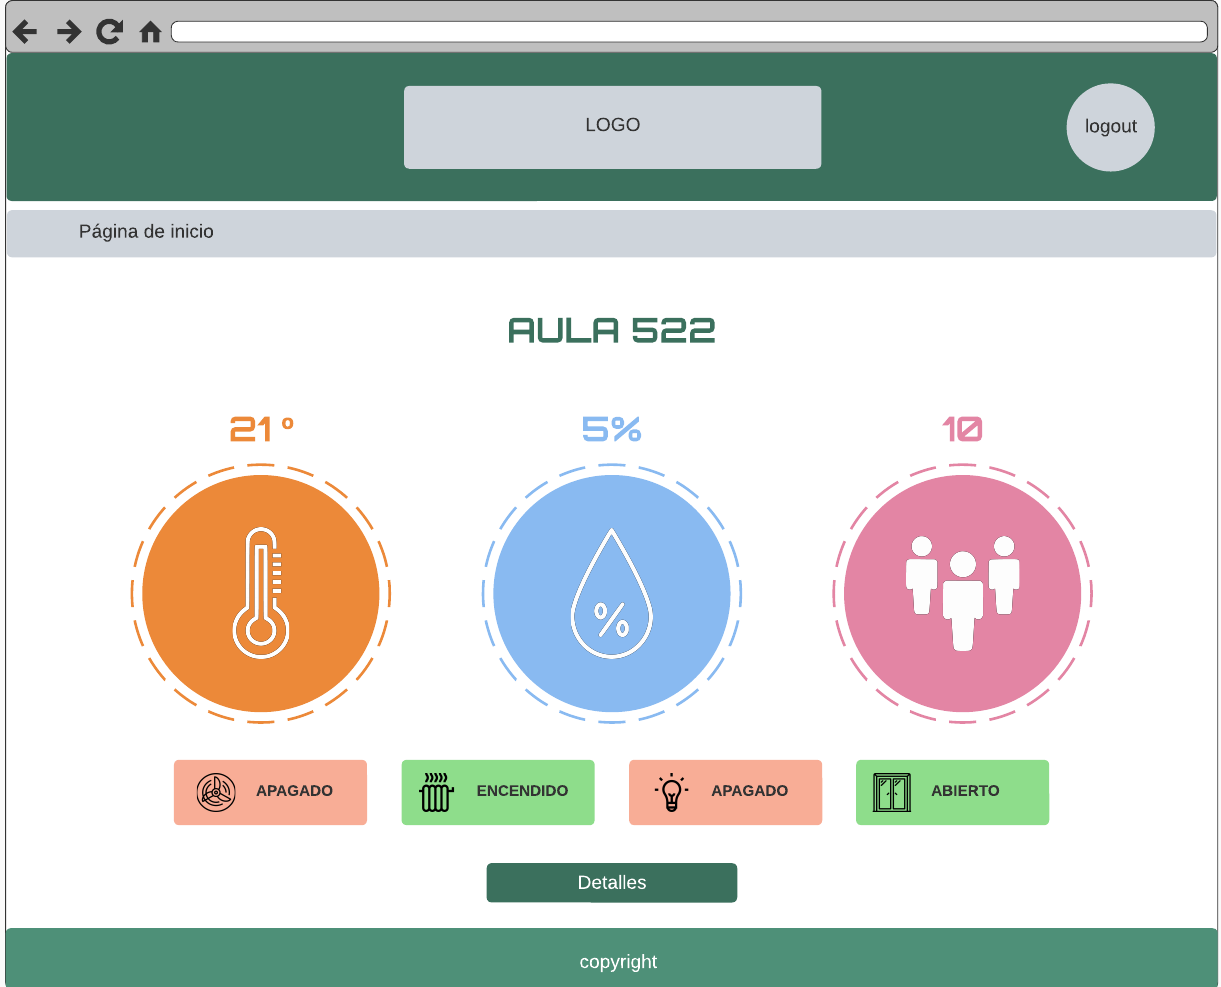 LOGO
logout
Página de inicio
AULA 522
21 º
5%
10
%
APAGADO
ENCENDIDO
APAGADO
ABIERTO
Detalles
copyright